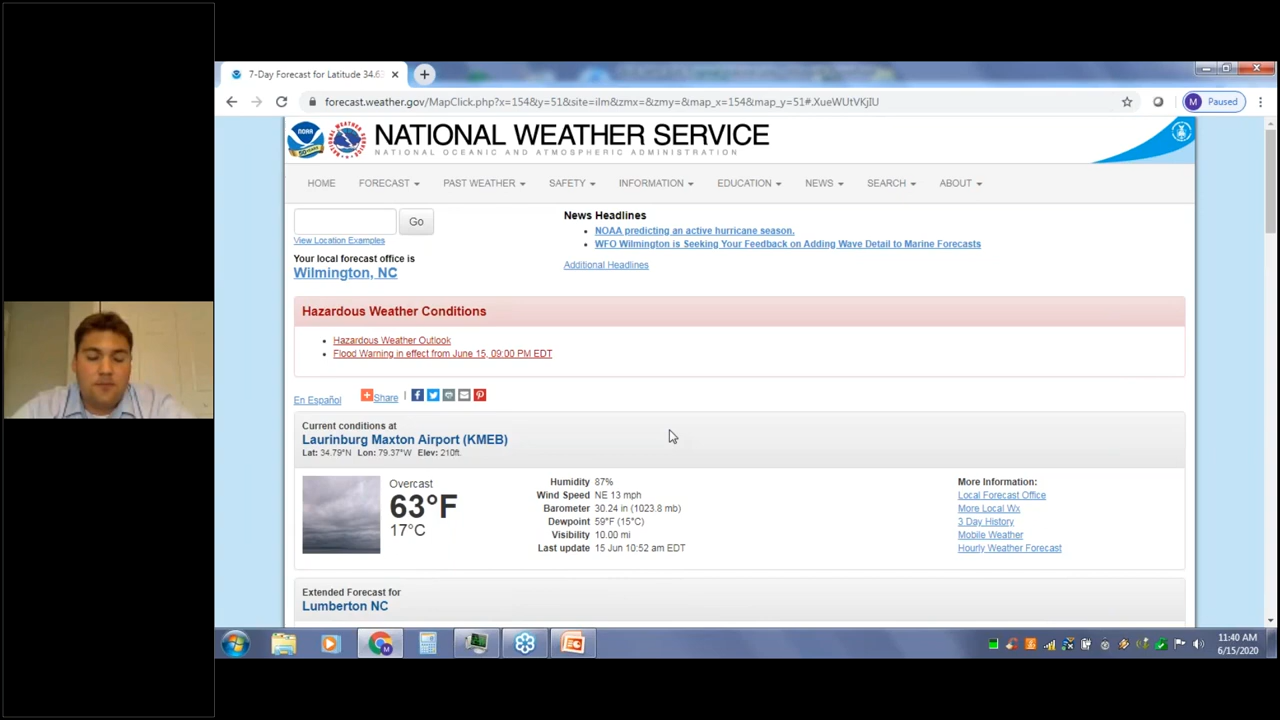 7-Day Forecast for Latitude 34.63
forecast.weather.gov/MapClick.php?x=154&y=51&site=ilm&zmx=&zmy=&map_x=154&map_y=51#.XueWUtVKjIU
M Paused
NOAA
NATIONAL WEATHER SERVICE
NATIONAL OCEANIC AND ATMOSPHERIC ADMINISTRATION
HOME FORECAST PAST WEATHER SAFETY INFORMATION EDUCATION NEWS SEARCH ABOUT
Go
View Location Examples
Your local forecast office is
Wilmington, NC
News Headlines
NOAA predicting an active hurricane season.
WFO Wilmington is Seeking Your Feedback on Adding Wave Detail to Marine Forecasts
Additional Headlines
Hazardous Weather Conditions
Hazardous Weather Outlook
Flood Warning in effect from June 15, 09:00 PM EDT
En Español Share |
Current conditions at
Laurinburg Maxton Airport (KMEB)
Lat: 34.79°N Lon: 79.37°W Elev: 210ft.
Overcast
63°F
17°C
Humidity 87%
Wind Speed NE 13 mph
Barometer 30.24 in (1023.8 mb)
Dewpoint 59°F (15°C)
Visibility 10.00 mi
Last update 15 Jun 10:52 am EDT
More Information:
Local Forecast Office
More Local Wx
3 Day History
Mobile Weather
Hourly Weather Forecast
Extended Forecast for
Lumberton NC
11:40 AM
6/15/2020